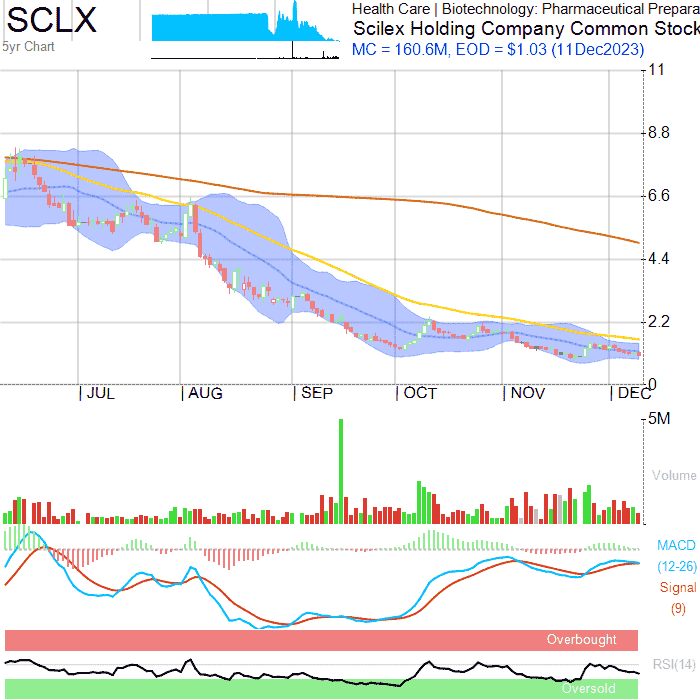 SCLX
5yr Chart
Health Care | Biotechnology: Pharmaceutical Prepara
Scilex Holding Company Common Stock
MC = 160.6M, EOD = $1.03 (11Dec2023)
11
8.8
6.6
4.4
2.2
0
JUL AUG SEP OCT NOV DEC
5M
Volume
MACD
(12-26)
Signal
(9)
Overbought
RSI(14)
Oversold